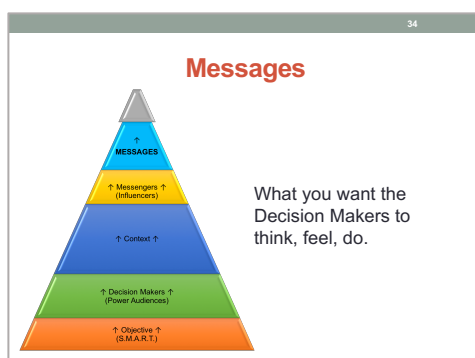 34
Messages
↑
MESSAGES
↑ Messengers ↑
(Influencers)
↑ Context ↑
↑ Decision Makers ↑
(Power Audiences)
↑ Objective ↑
(S.M.A.R.T.)
What you want the
Decision Makers to
think, feel, do.